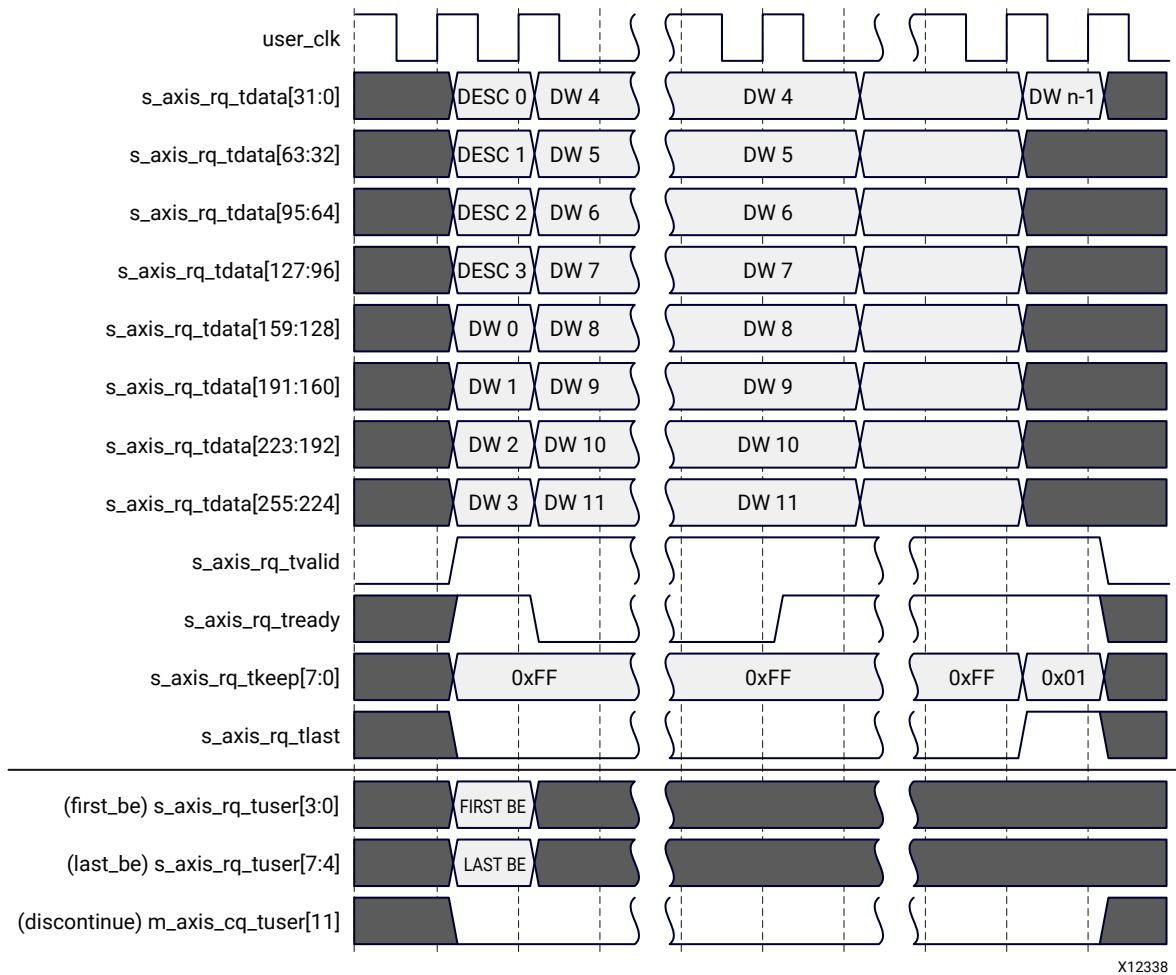 user_clk
s_axis_rq_tdata[31:0] DESC 0 DW 4 DW 4 DW n-1
s_axis_rq_tdata[63:32] DESC 1 DW 5 DW 5
s_axis_rq_tdata[95:64] DESC 2 DW 6 DW 6
s_axis_rq_tdata[127:96] DESC 3 DW 7 DW 7
s_axis_rq_tdata[159:128] DW 0 DW 8 DW 8
s_axis_rq_tdata[191:160] DW 1 DW 9 DW 9
s_axis_rq_tdata[223:192] DW 2 DW 10 DW 10
s_axis_rq_tdata[255:224] DW 3 DW 11 DW 11
s_axis_rq_tvalid
s_axis_rq_tready
s_axis_rq_tkeep[7:0] 0xFF 0xFF 0xFF 0x01
s_axis_rq_tlast
(first_be) s_axis_rq_tuser[3:0] FIRST BE
(last_be) s_axis_rq_tuser[7:4] LAST BE
(discontinue) m_axis_cq_tuser[11]
X12338